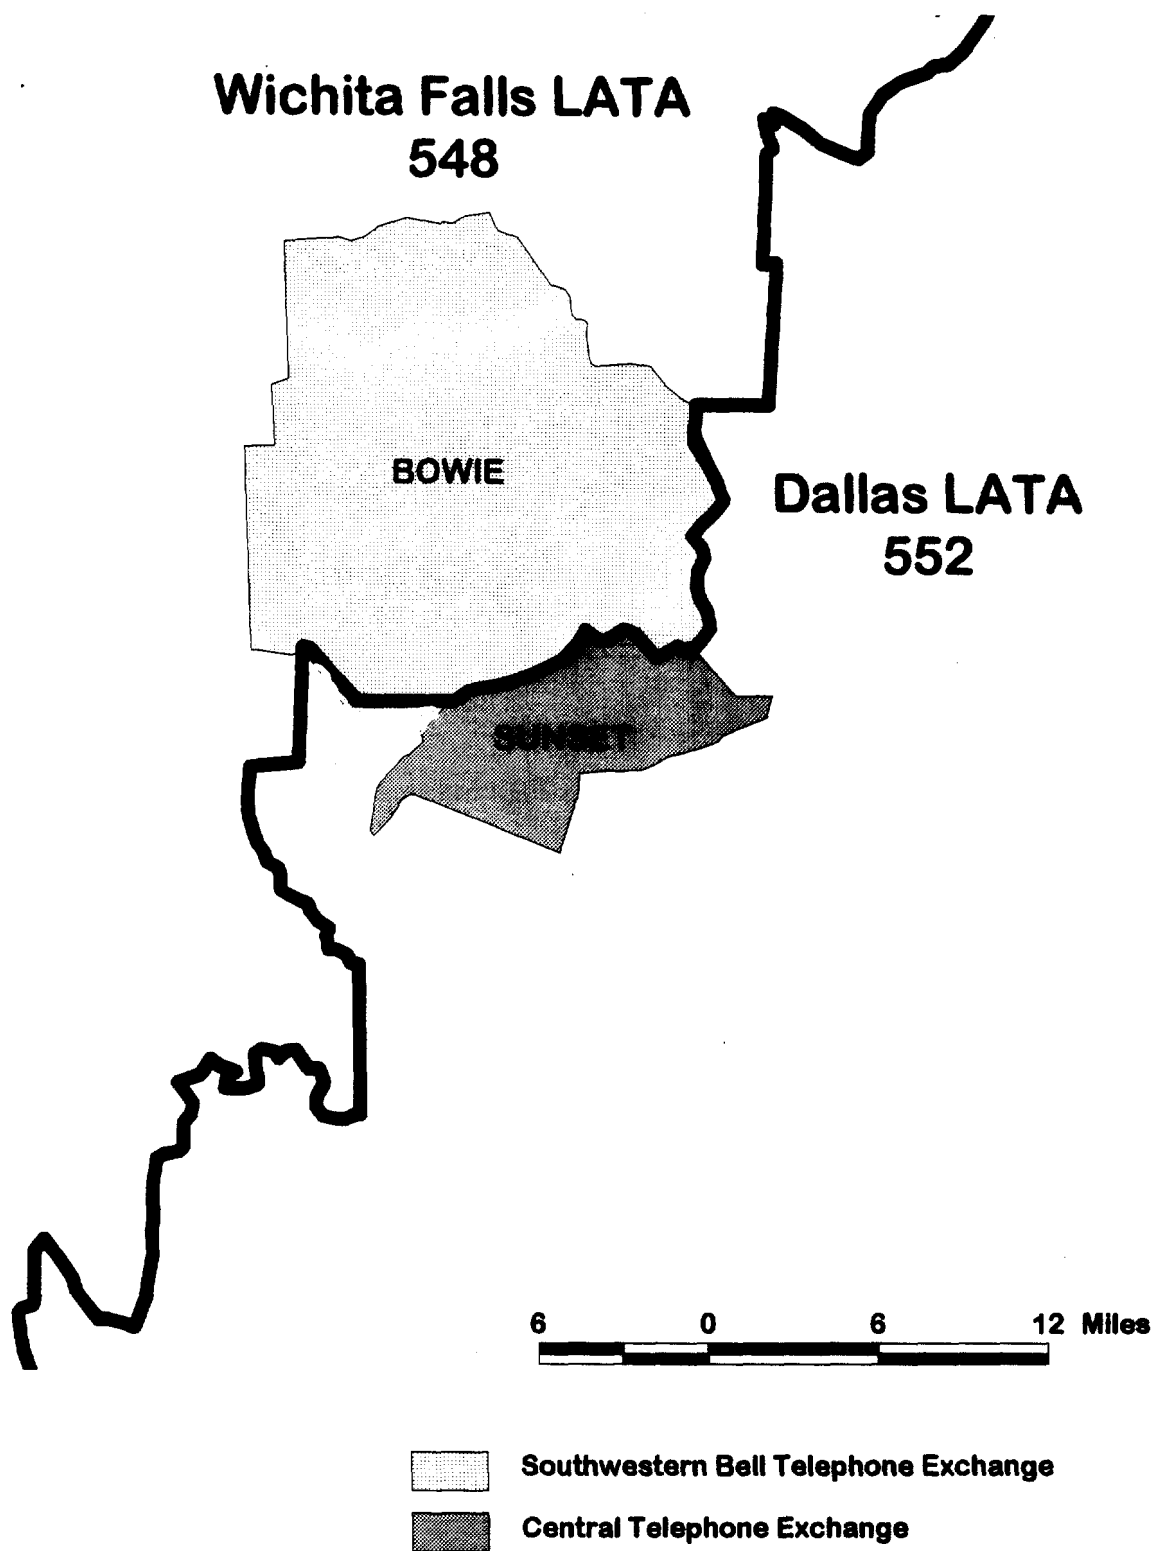 Wichita Falls LATA
548
BOWIE
Dallas LATA
552
SUNSET
6 0 6 12 Miles
Southwestern Bell Telephone Exchange
Central Telephone Exchange